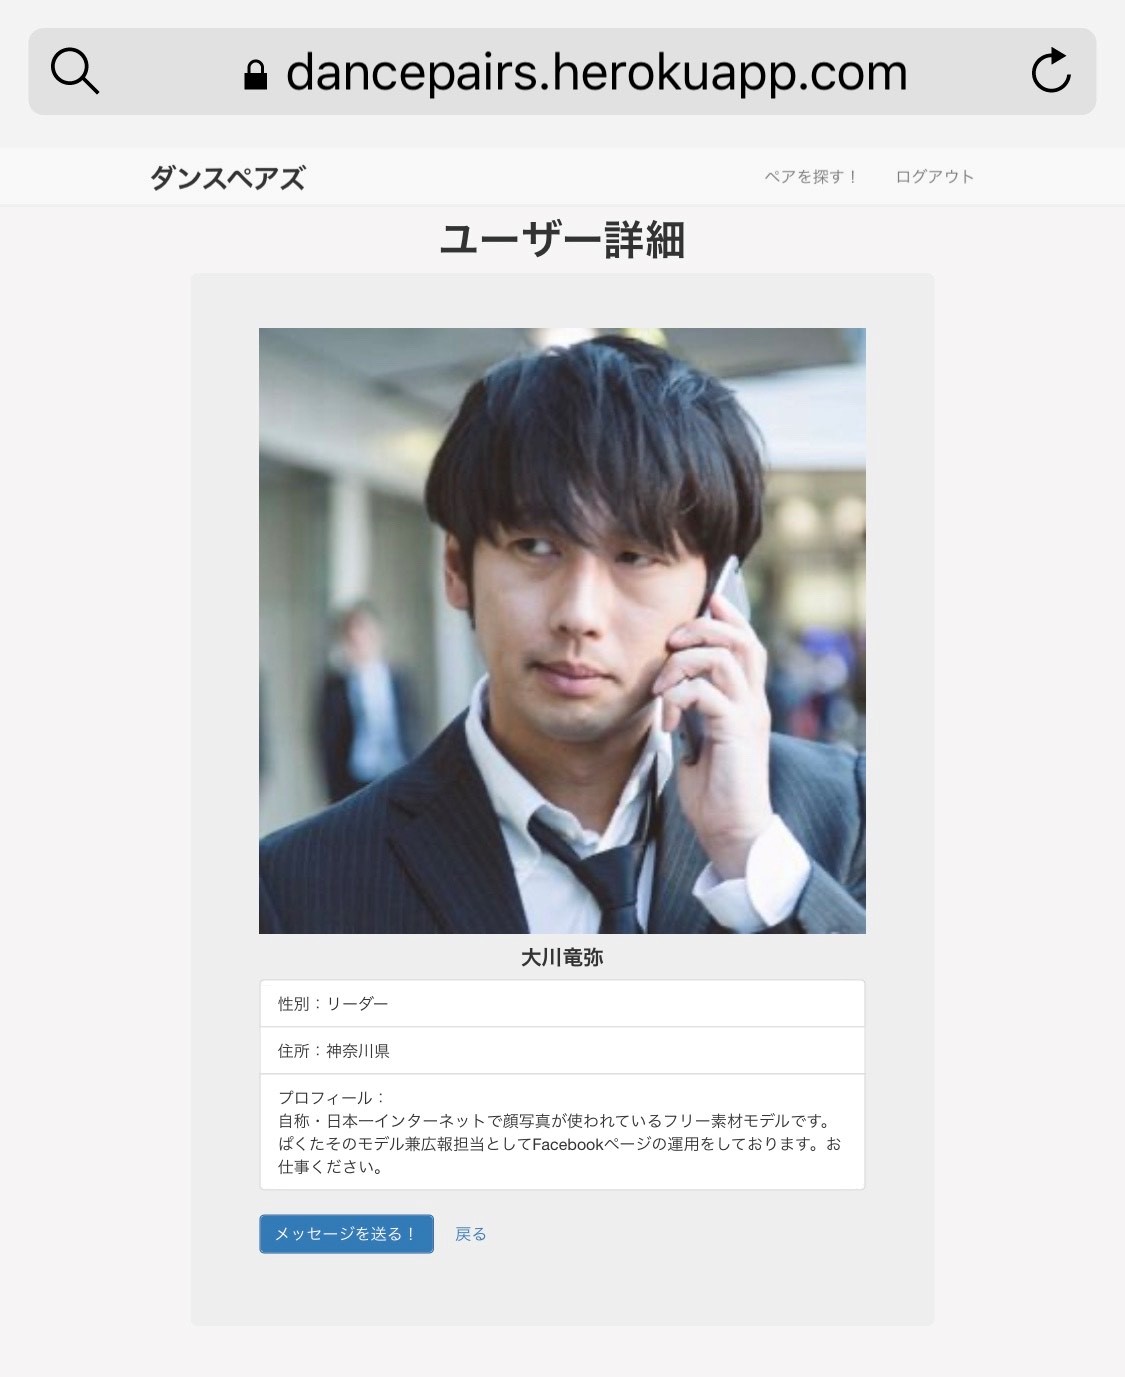 dancepairs.herokuapp.com
ダンスペアズ
ペアを探す！ ログアウト
ユーザー詳細
大川竜弥
性別：リーダー
住所：神奈川県
プロフィール：
自称・日本一インターネットで顔写真が使われているフリー素材モデルです。
ぱくたそのモデル兼広報担当としてFacebookページの運用をしております。お
仕事ください。
メッセージを送る！ 戻る